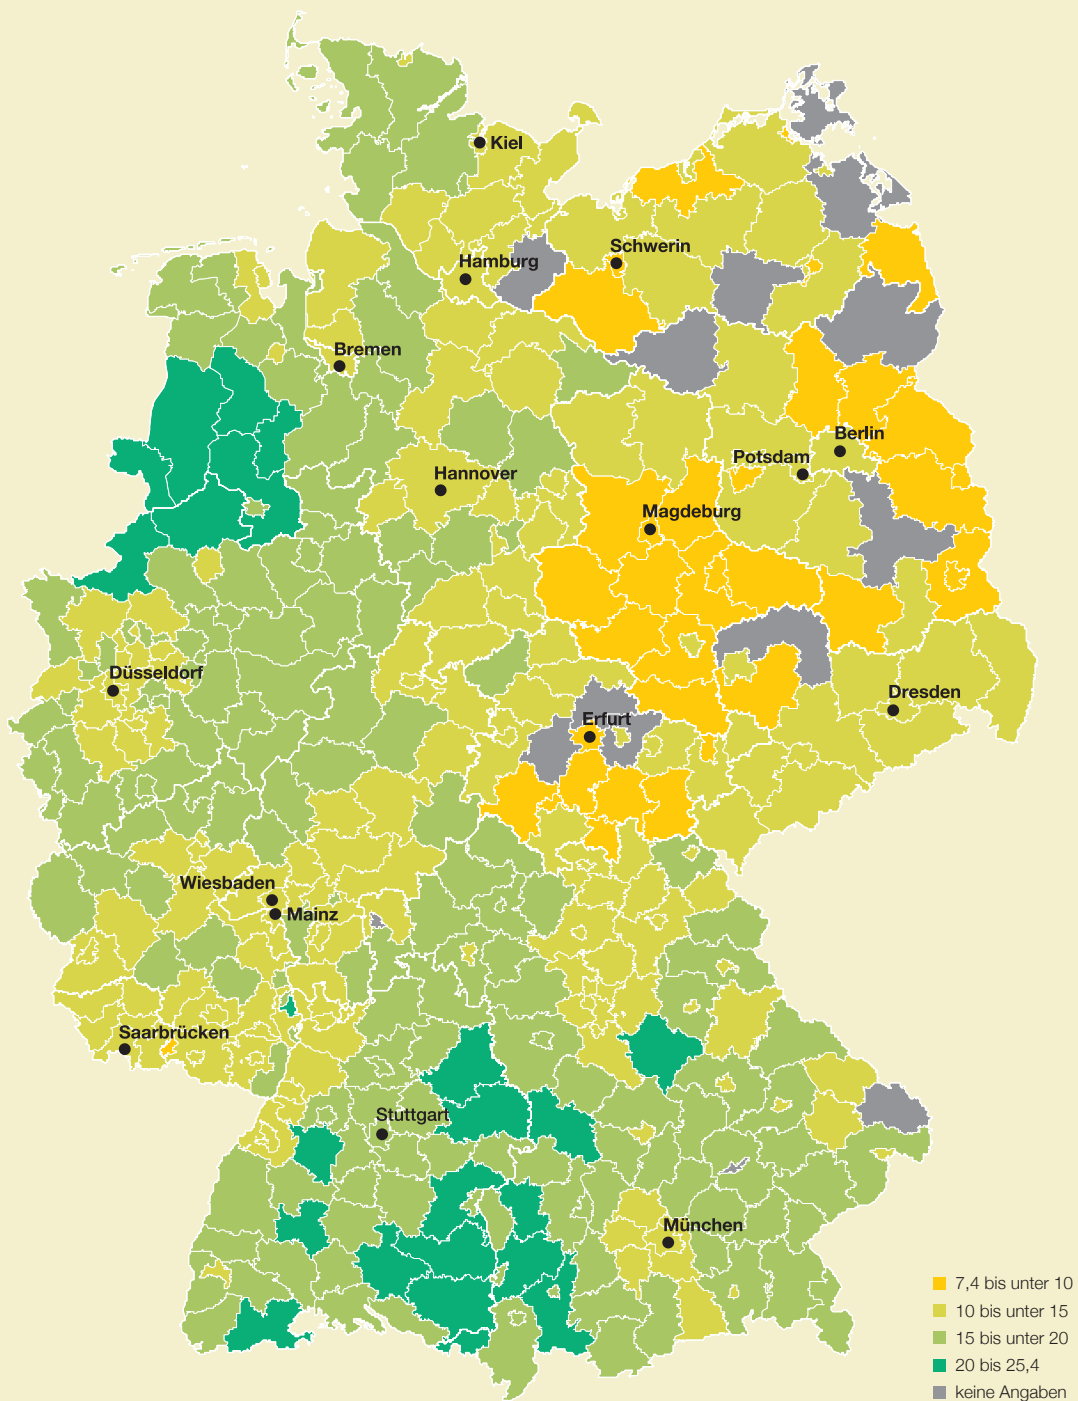 Kiel
Schwerin
Hamburg
Bremen
Berlin
Potsdam
Hannover
Magdeburg
Düsseldorf
Dresden
Erfurt
Wiesbaden
Mainz
Saarbrücken
Stuttgart
München
7,4 bis unter 10
10 bis unter 15
15 bis unter 20
20 bis 25,4
keine Angaben